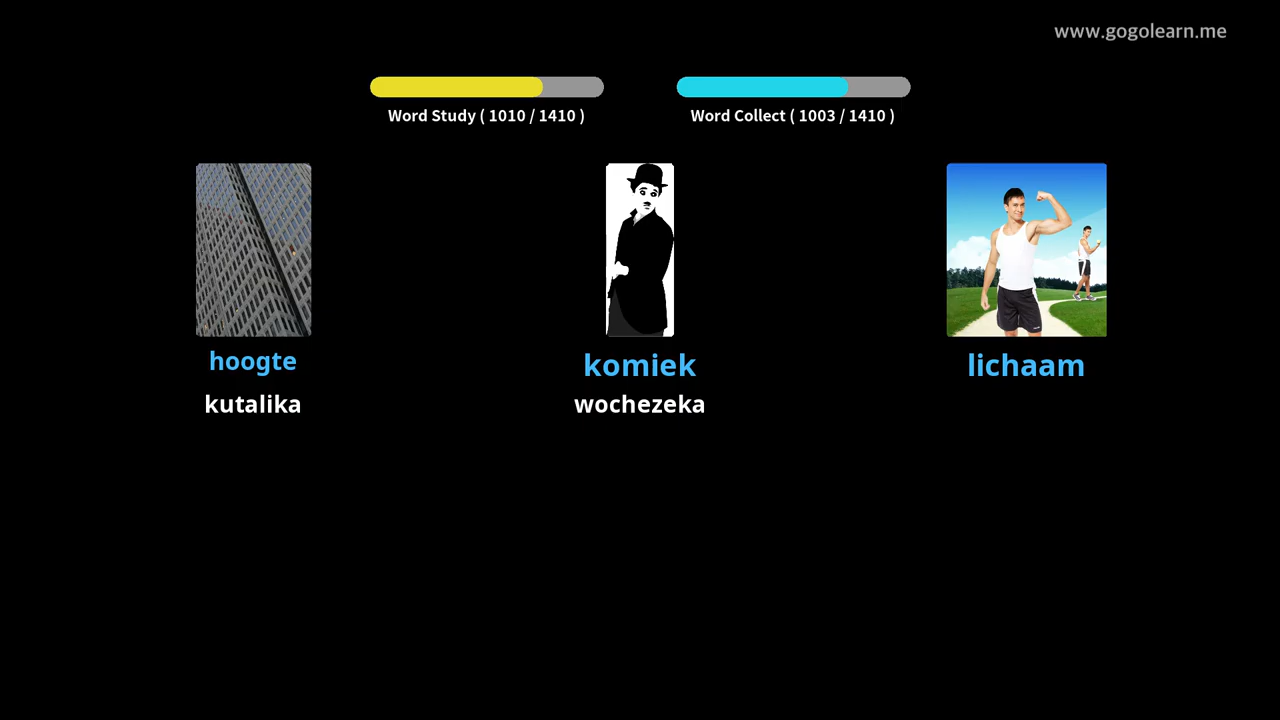 www.gogolearn.me
Word Study ( 1010 / 1410 )
Word Collect ( 1003 / 1410 )
hoogte
komiek
lichaam
kutalika
wochezeka